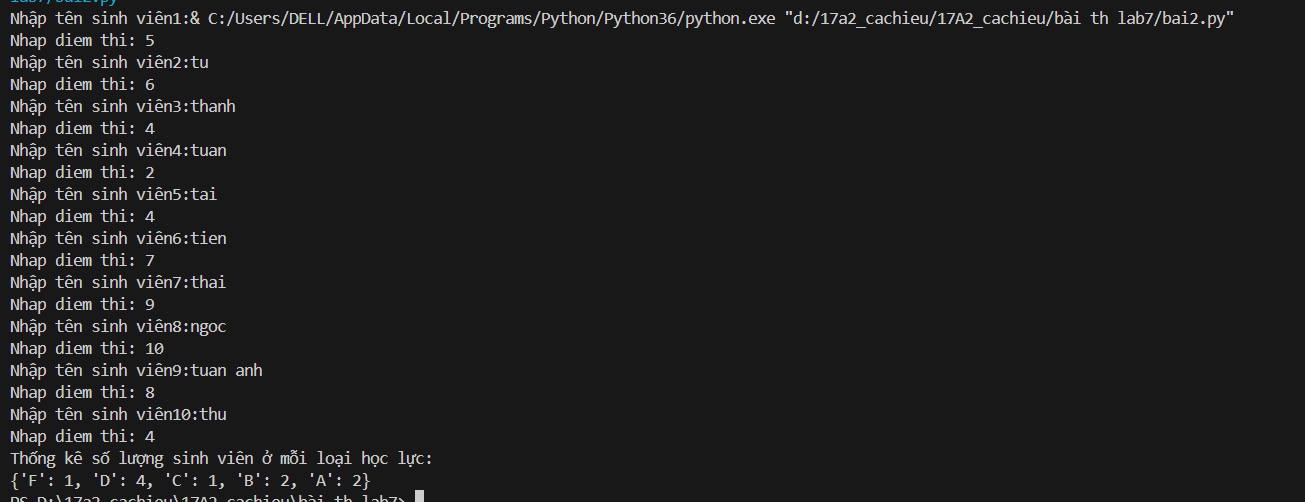 lab7/bai2.py
Nhập tên sinh viên1:& C:/Users/DELL/AppData/Local/Programs/Python/Python36/python.exe "d:/17a2_cachieu/17A2_cachieu/bài th lab7/bai2.py"
Nhap diem thi: 5
Nhập tên sinh viên2:tu
Nhap diem thi: 6
Nhập tên sinh viên3:thanh
Nhap diem thi: 4
Nhập tên sinh viên4:tuan
Nhap diem thi: 2
Nhập tên sinh viên5:tai
Nhap diem thi: 4
Nhập tên sinh viên6:tien
Nhap diem thi: 7
Nhập tên sinh viên7:thai
Nhap diem thi: 9
Nhập tên sinh viên8:ngoc
Nhap diem thi: 10
Nhập tên sinh viên9:tuan anh
Nhap diem thi: 8
Nhập tên sinh viên10:thu
Nhap diem thi: 4
Thống kê số lượng sinh viên ở mỗi loại học lực:
{'F': 1, 'D': 4, 'C': 1, 'B': 2, 'A': 2}
PS D:\17a2_cachieu\17A2_cachieu\bài th lab7>